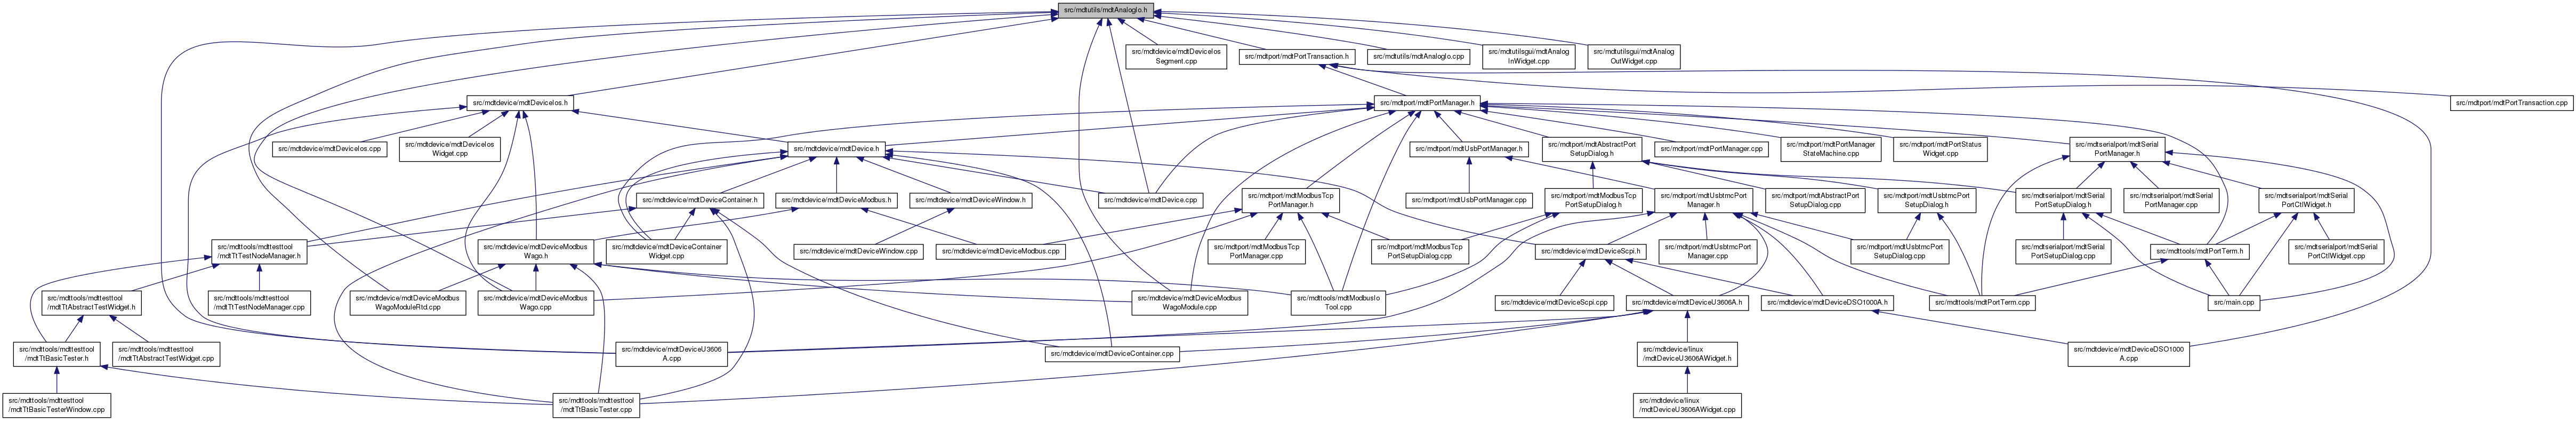 src/mdtutils/mdtAnalogIo.h
src/mdtdevice/mdtDeviceIos
Segment.cpp
src/mdtport/mdtPortTransaction.h
src/mdtutils/mdtAnalogIo.cpp
src/mdtutilsgui/mdtAnalog
InWidget.cpp
src/mdtutilsgui/mdtAnalog
OutWidget.cpp
src/mdtdevice/mdtDeviceIos.h
src/mdtport/mdtPortManager.h
src/mdtport/mdtPortTransaction.cpp
src/mdtdevice/mdtDeviceIos.cpp
src/mdtdevice/mdtDeviceIos
Widget.cpp
src/mdtdevice/mdtDevice.h
src/mdtport/mdtUsbPortManager.h
src/mdtport/mdtAbstractPort
SetupDialog.h
src/mdtport/mdtPortManager.cpp
src/mdtport/mdtPortManager
StateMachine.cpp
src/mdtport/mdtPortStatus
Widget.cpp
src/mdtserialport/mdtSerial
PortManager.h
src/mdtdevice/mdtDeviceContainer.h
src/mdtdevice/mdtDeviceModbus.h
src/mdtdevice/mdtDeviceWindow.h
src/mdtdevice/mdtDevice.cpp
src/mdtport/mdtModbusTcp
PortManager.h
src/mdtport/mdtUsbPortManager.cpp
src/mdtport/mdtModbusTcp
PortSetupDialog.h
src/mdtport/mdtUsbtmcPort
Manager.h
src/mdtport/mdtAbstractPort
SetupDialog.cpp
src/mdtport/mdtUsbtmcPort
SetupDialog.h
src/mdtserialport/mdtSerial
PortSetupDialog.h
src/mdtserialport/mdtSerial
PortManager.cpp
src/mdtserialport/mdtSerial
PortCtlWidget.h
src/mdttools/mdttesttool
/mdtTtTestNodeManager.h
src/mdtdevice/mdtDeviceModbus
Wago.h
src/mdtdevice/mdtDeviceContainer
Widget.cpp
src/mdtdevice/mdtDeviceWindow.cpp
src/mdtdevice/mdtDeviceModbus.cpp
src/mdtport/mdtModbusTcp
PortManager.cpp
src/mdtport/mdtModbusTcp
PortSetupDialog.cpp
src/mdtdevice/mdtDeviceScpi.h
src/mdtport/mdtUsbtmcPort
Manager.cpp
src/mdtport/mdtUsbtmcPort
SetupDialog.cpp
src/mdtserialport/mdtSerial
PortSetupDialog.cpp
src/mdttools/mdtPortTerm.h
src/mdtserialport/mdtSerial
PortCtlWidget.cpp
src/mdttools/mdttesttool
/mdtTtAbstractTestWidget.h
src/mdttools/mdttesttool
/mdtTtTestNodeManager.cpp
src/mdtdevice/mdtDeviceModbus
WagoModuleRtd.cpp
src/mdtdevice/mdtDeviceModbus
Wago.cpp
src/mdtdevice/mdtDeviceModbus
WagoModule.cpp
src/mdttools/mdtModbusIo
Tool.cpp
src/mdtdevice/mdtDeviceScpi.cpp
src/mdtdevice/mdtDeviceU3606A.h
src/mdtdevice/mdtDeviceDSO1000A.h
src/mdttools/mdtPortTerm.cpp
src/main.cpp
src/mdttools/mdttesttool
/mdtTtBasicTester.h
src/mdttools/mdttesttool
/mdtTtAbstractTestWidget.cpp
src/mdtdevice/mdtDeviceU3606
A.cpp
src/mdtdevice/mdtDeviceContainer.cpp
src/mdtdevice/linux
/mdtDeviceU3606AWidget.h
src/mdtdevice/mdtDeviceDSO1000
A.cpp
src/mdttools/mdttesttool
/mdtTtBasicTesterWindow.cpp
src/mdttools/mdttesttool
/mdtTtBasicTester.cpp
src/mdtdevice/linux
/mdtDeviceU3606AWidget.cpp